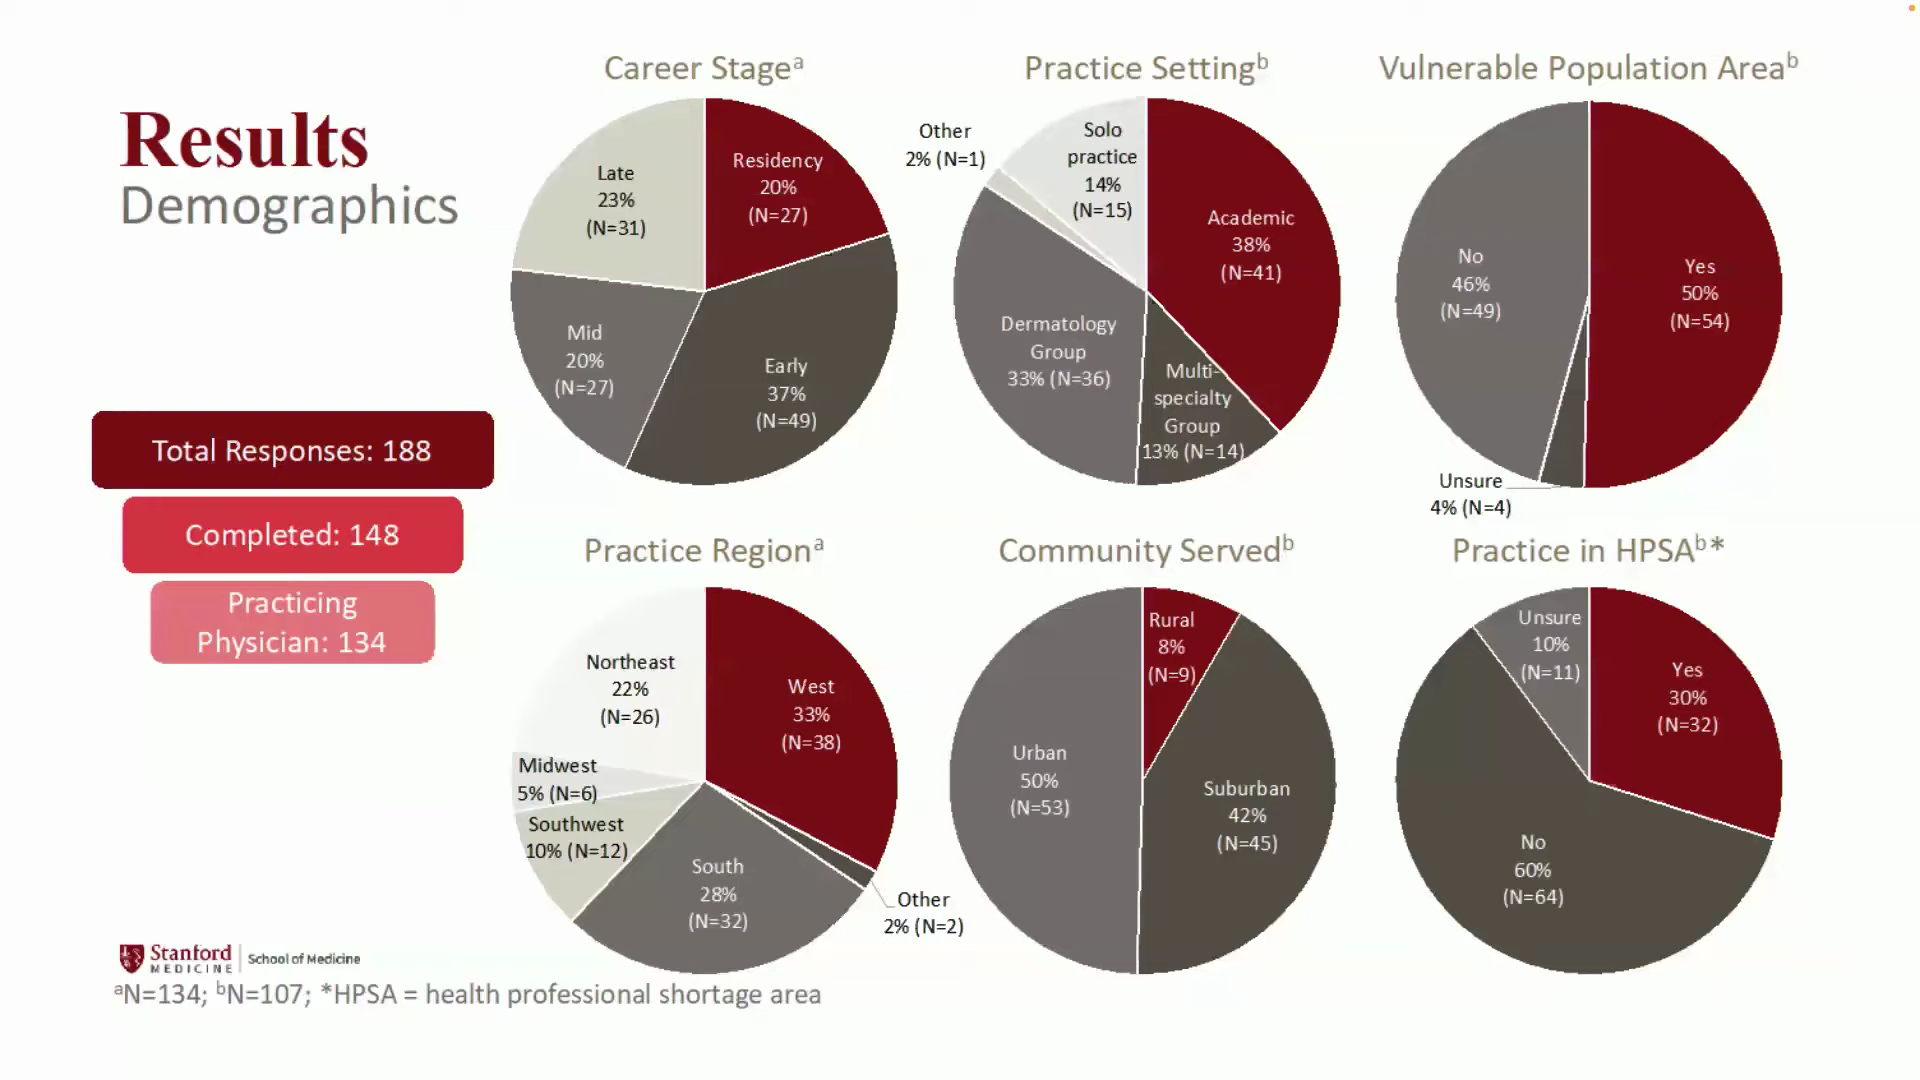 Results
Demographics
Total Responses: 188
Completed: 148
Practicing
Physician: 134
Career Stageᵃ
Residency
20%
(N=27)
Early
37%
(N=49)
Mid
20%
(N=27)
Late
23%
(N=31)
Practice Settingᵇ
Academic
38%
(N=41)
Multi-
specialty
Group
13% (N=14)
Dermatology
Group
33% (N=36)
Other
2% (N=1)
Solo
practice
14%
(N=15)
Vulnerable Population Areaᵇ
Yes
50%
(N=54)
Unsure
4% (N=4)
No
46%
(N=49)
Practice Regionᵃ
West
33%
(N=38)
Other
2% (N=2)
South
28%
(N=32)
Southwest
10% (N=12)
Midwest
5% (N=6)
Northeast
22%
(N=26)
Community Servedᵇ
Rural
8%
(N=9)
Suburban
42%
(N=45)
Urban
50%
(N=53)
Practice in HPSAᵇ*
Yes
30%
(N=32)
No
60%
(N=64)
Unsure
10%
(N=11)
Stanford
MEDICINE
School of Medicine
ᵃN=134; ᵇN=107; *HPSA = health professional shortage area